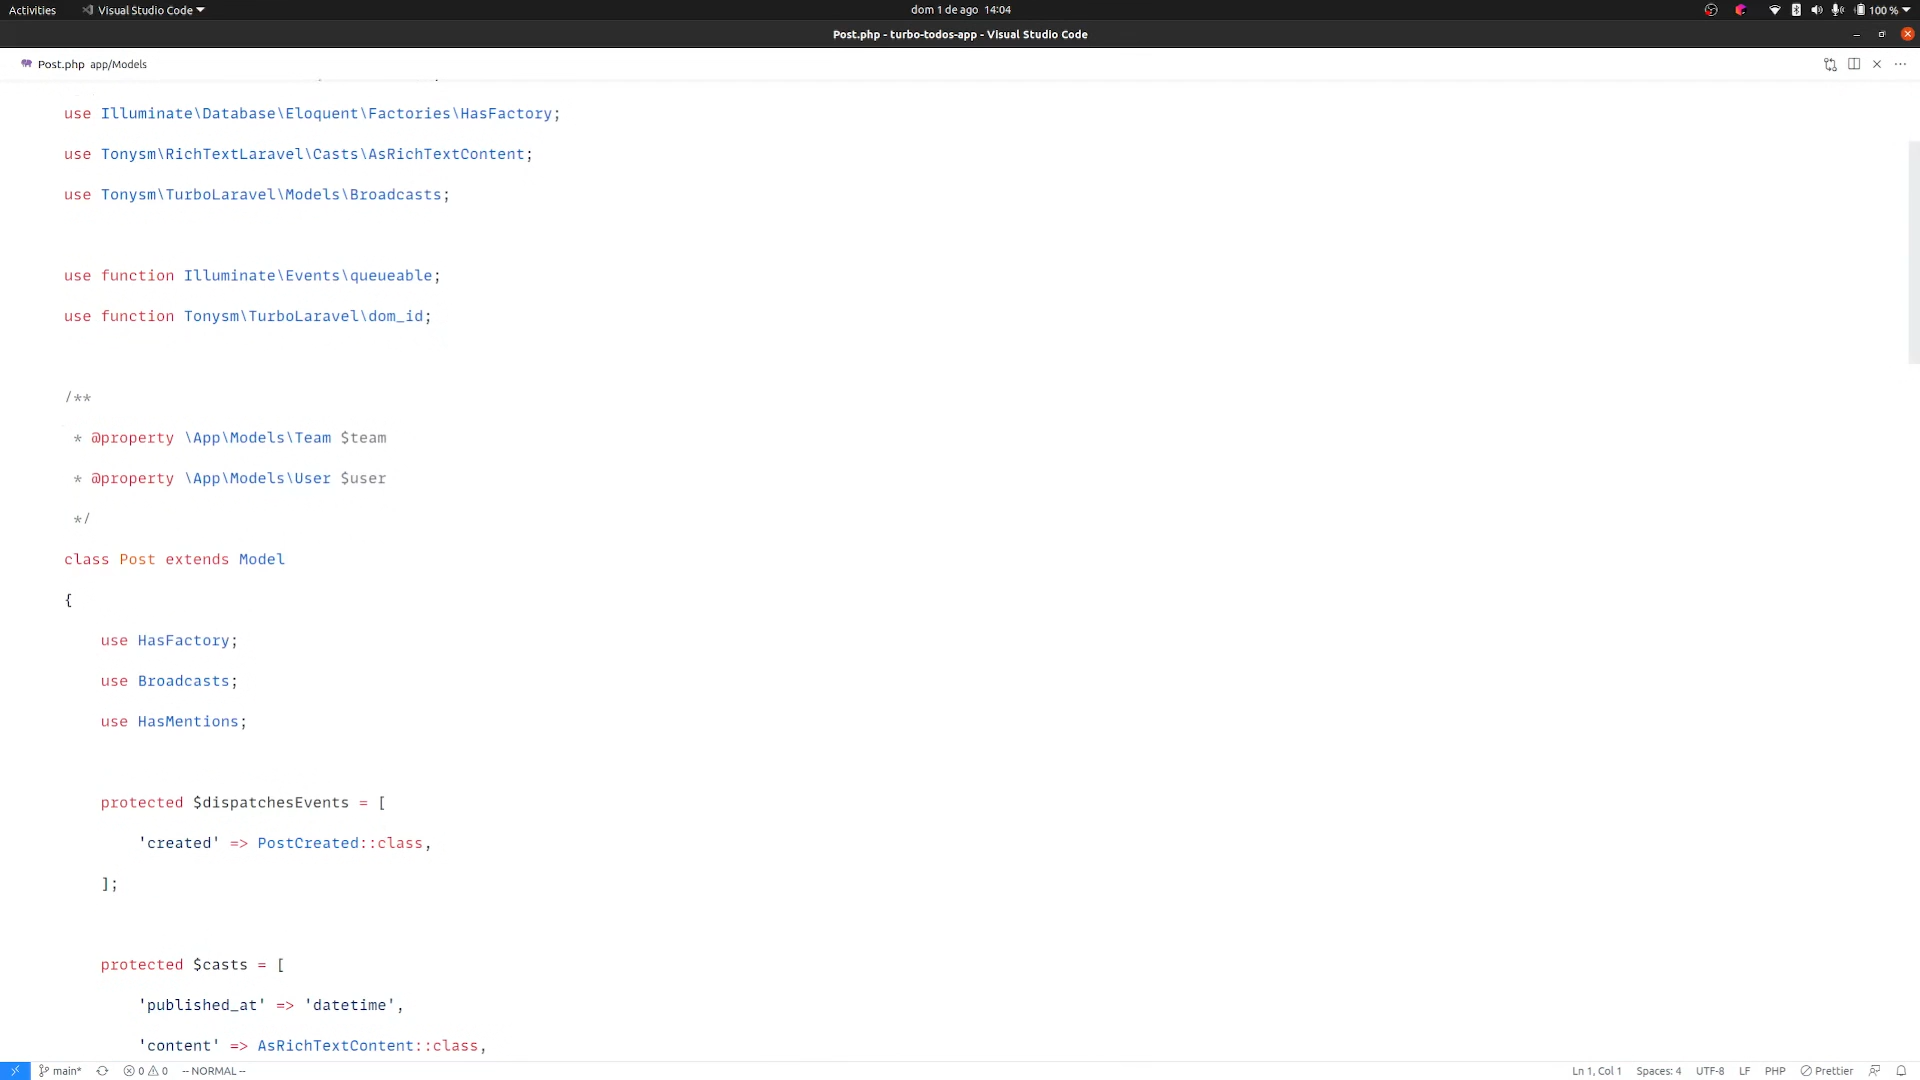 Activities
Visual Studio Code
dom 1 de ago 14:04
100 %
Post.php - turbo-todos-app - Visual Studio Code
Post.php app/Models
use Illuminate\Database\Eloquent\Factories\HasFactory;
use Tonysm\RichTextLaravel\Casts\AsRichTextContent;
use Tonysm\TurboLaravel\Models\Broadcasts;
use function Illuminate\Events\queueable;
use function Tonysm\TurboLaravel\dom_id;
/**
* @property \App\Models\Team $team
* @property \App\Models\User $user
*/
class Post extends Model
{
use HasFactory;
use Broadcasts;
use HasMentions;
protected $dispatchesEvents = [
'created' => PostCreated::class,
];
protected $casts = [
'published_at' => 'datetime',
'content' => AsRichTextContent::class,
main*
0
0
-- NORMAL --
Ln 1, Col 1
Spaces: 4
UTF-8
LF
PHP
Prettier